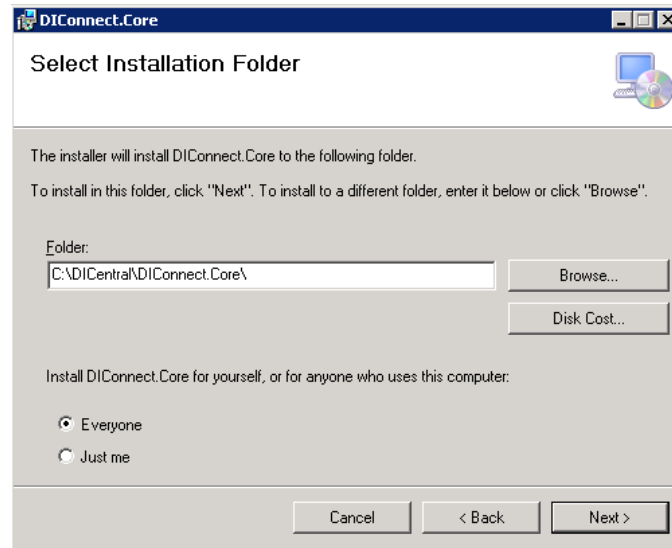 DIConnect.Core
Select Installation Folder
The installer will install DIConnect.Core to the following folder.
To install in this folder, click "Next". To install to a different folder, enter it below or click "Browse".
Folder:
C:\DICentral\DIConnect.Core\
Browse...
Disk Cost...
Install DIConnect.Core for yourself, or for anyone who uses this computer:
Everyone
Just me
Cancel
< Back
Next >